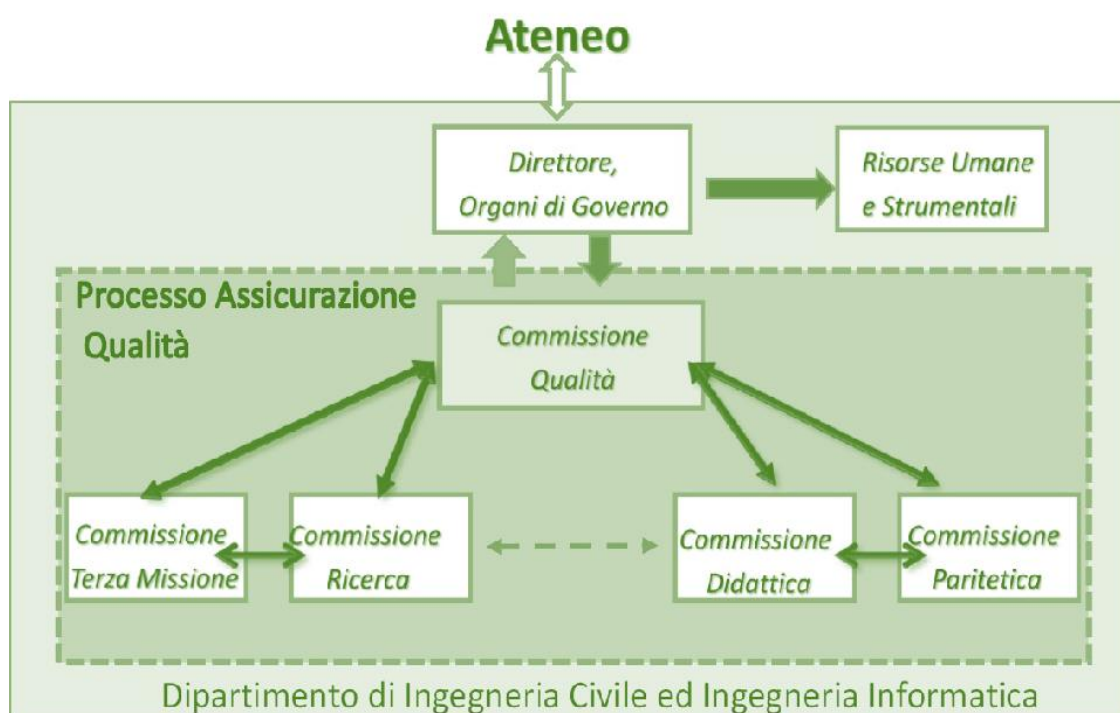 Ateneo
Direttore,
Organi di Governo
Risorse Umane
e Strumentali
Processo Assicurazione
Qualità
Commissione
Qualità
Commissione
Terza Missione
Commissione
Ricerca
Commissione
Didattica
Commissione
Paritetica
Dipartimento di Ingegneria Civile ed Ingegneria Informatica